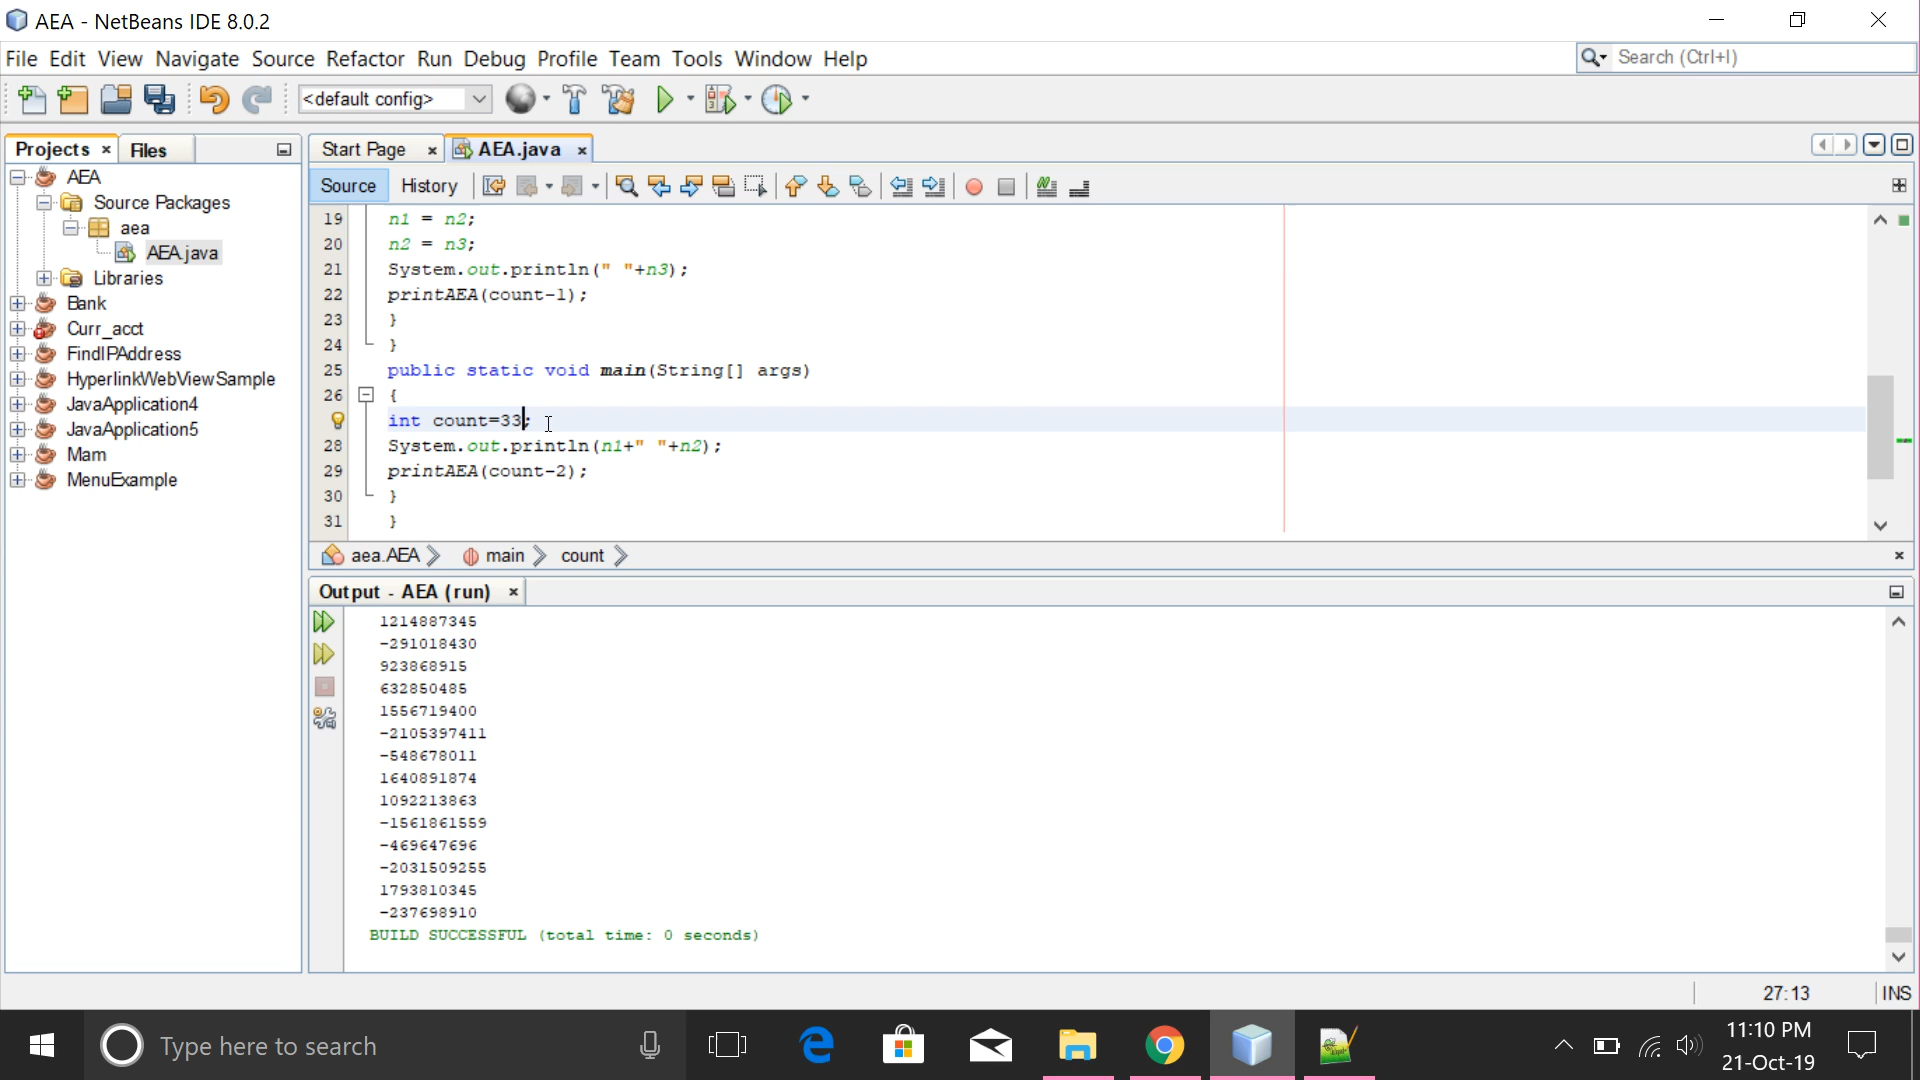 AEA - NetBeans IDE 8.0.2
File Edit View Navigate Source Refactor Run Debug Profile Team Tools Window Help
Search (Ctrl+I)
<default config>
Projects
Files
AEA
Source Packages
aea
AEA.java
Libraries
Bank
Curr_acct
FindIPAddress
HyperlinkWebViewSample
JavaApplication4
JavaApplication5
Mam
MenuExample
Start Page
AEA.java
Source
History
19 n1 = n2;
20 n2 = n3;
21 System.out.println(" "+n3);
22 printAEA(count-1);
23 }
24 }
25 public static void main(String[] args)
26 {
int count=33;
28 System.out.println(n1+" "+n2);
29 printAEA(count-2);
30 }
31 }
aea.AEA
main
count
Output - AEA (run)
1214887345
-291018430
923868915
632850485
1556719400
-2105397411
-548678011
1640891874
1092213863
-1561861559
-469647696
-2031509255
1793810345
-237698910
BUILD SUCCESSFUL (total time: 0 seconds)
27:13
INS
Type here to search
11:10 PM
21-Oct-19